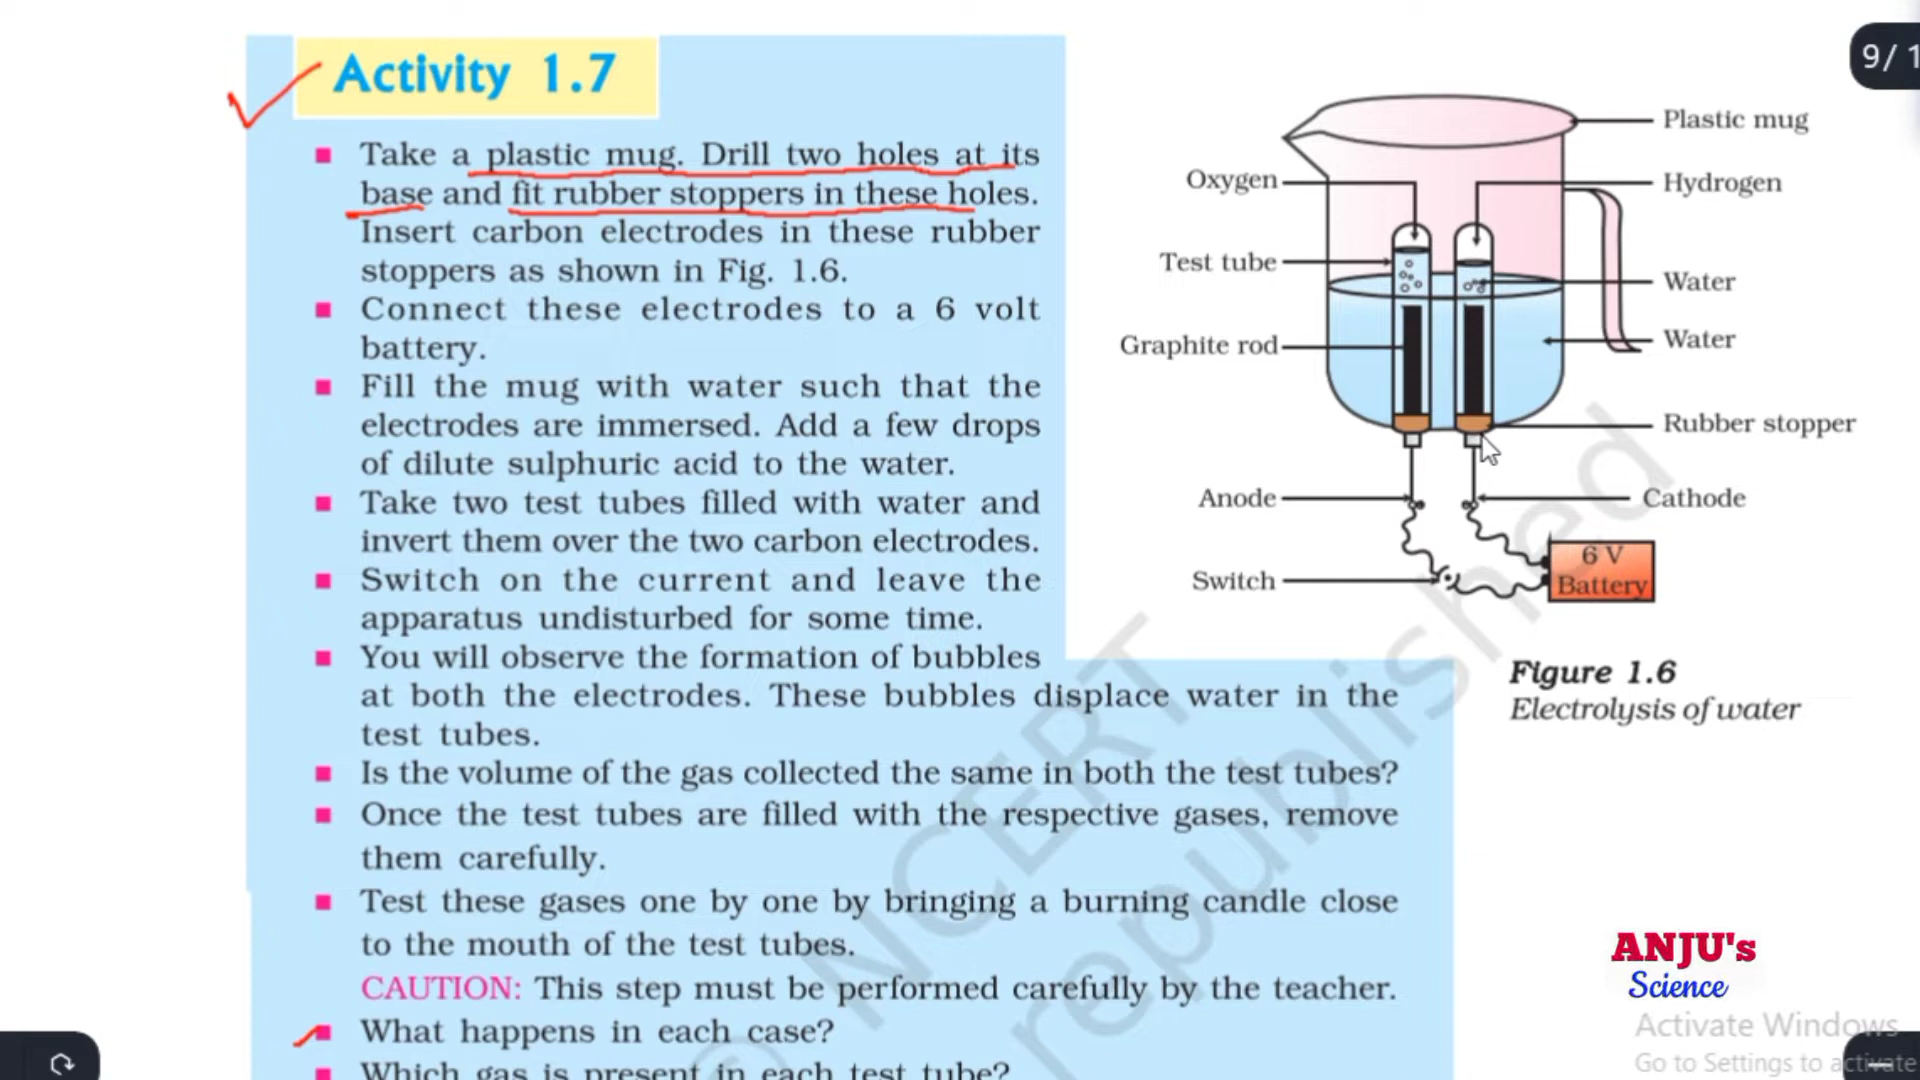 9/ 1
Activity 1.7
Take a plastic mug. Drill two holes at its
base and fit rubber stoppers in these holes.
Insert carbon electrodes in these rubber
stoppers as shown in Fig. 1.6.
Connect these electrodes to a 6 volt
battery.
Fill the mug with water such that the
electrodes are immersed. Add a few drops
of dilute sulphuric acid to the water.
Take two test tubes filled with water and
invert them over the two carbon electrodes.
Switch on the current and leave the
apparatus undisturbed for some time.
You will observe the formation of bubbles
at both the electrodes. These bubbles displace water in the
test tubes.
Is the volume of the gas collected the same in both the test tubes?
Once the test tubes are filled with the respective gases, remove
them carefully.
Test these gases one by one by bringing a burning candle close
to the mouth of the test tubes.
CAUTION: This step must be performed carefully by the teacher.
What happens in each case?
Which gas is present in each test tube?
Plastic mug
Oxygen
Hydrogen
Test tube
Water
Graphite rod
Water
Rubber stopper
Anode
Cathode
6 V
Battery
Switch
Figure 1.6
Electrolysis of water
© NCERT
republished
ANJU's
Science
Activate Windows
Go to Settings to activate